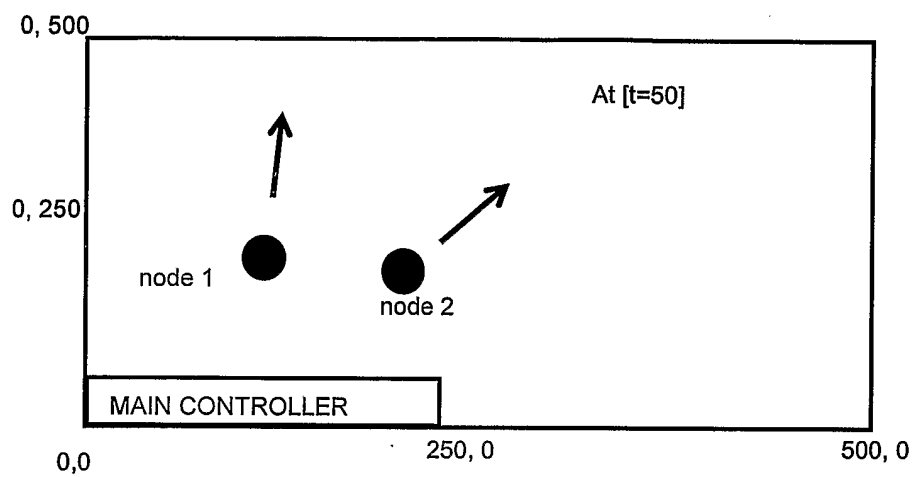 0, 500
At [t=50]
0, 250
node 1
node 2
MAIN CONTROLLER
250, 0
500, 0
0,0